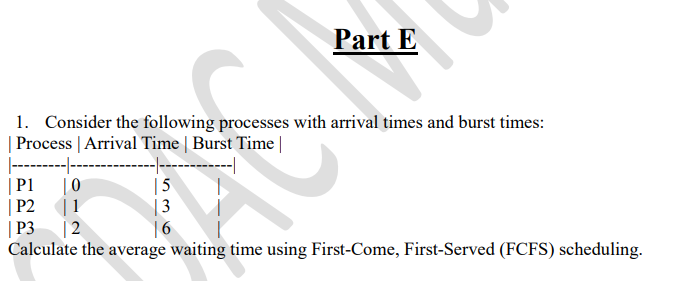 Part E
1. Consider the following processes with arrival times and burst times:
| Process | Arrival Time | Burst Time |
|---------|--------------|------------|
| P1 | 0 | 5 |
| P2 | 1 | 3 |
| P3 | 2 | 6 |
Calculate the average waiting time using First-Come, First-Served (FCFS) scheduling.